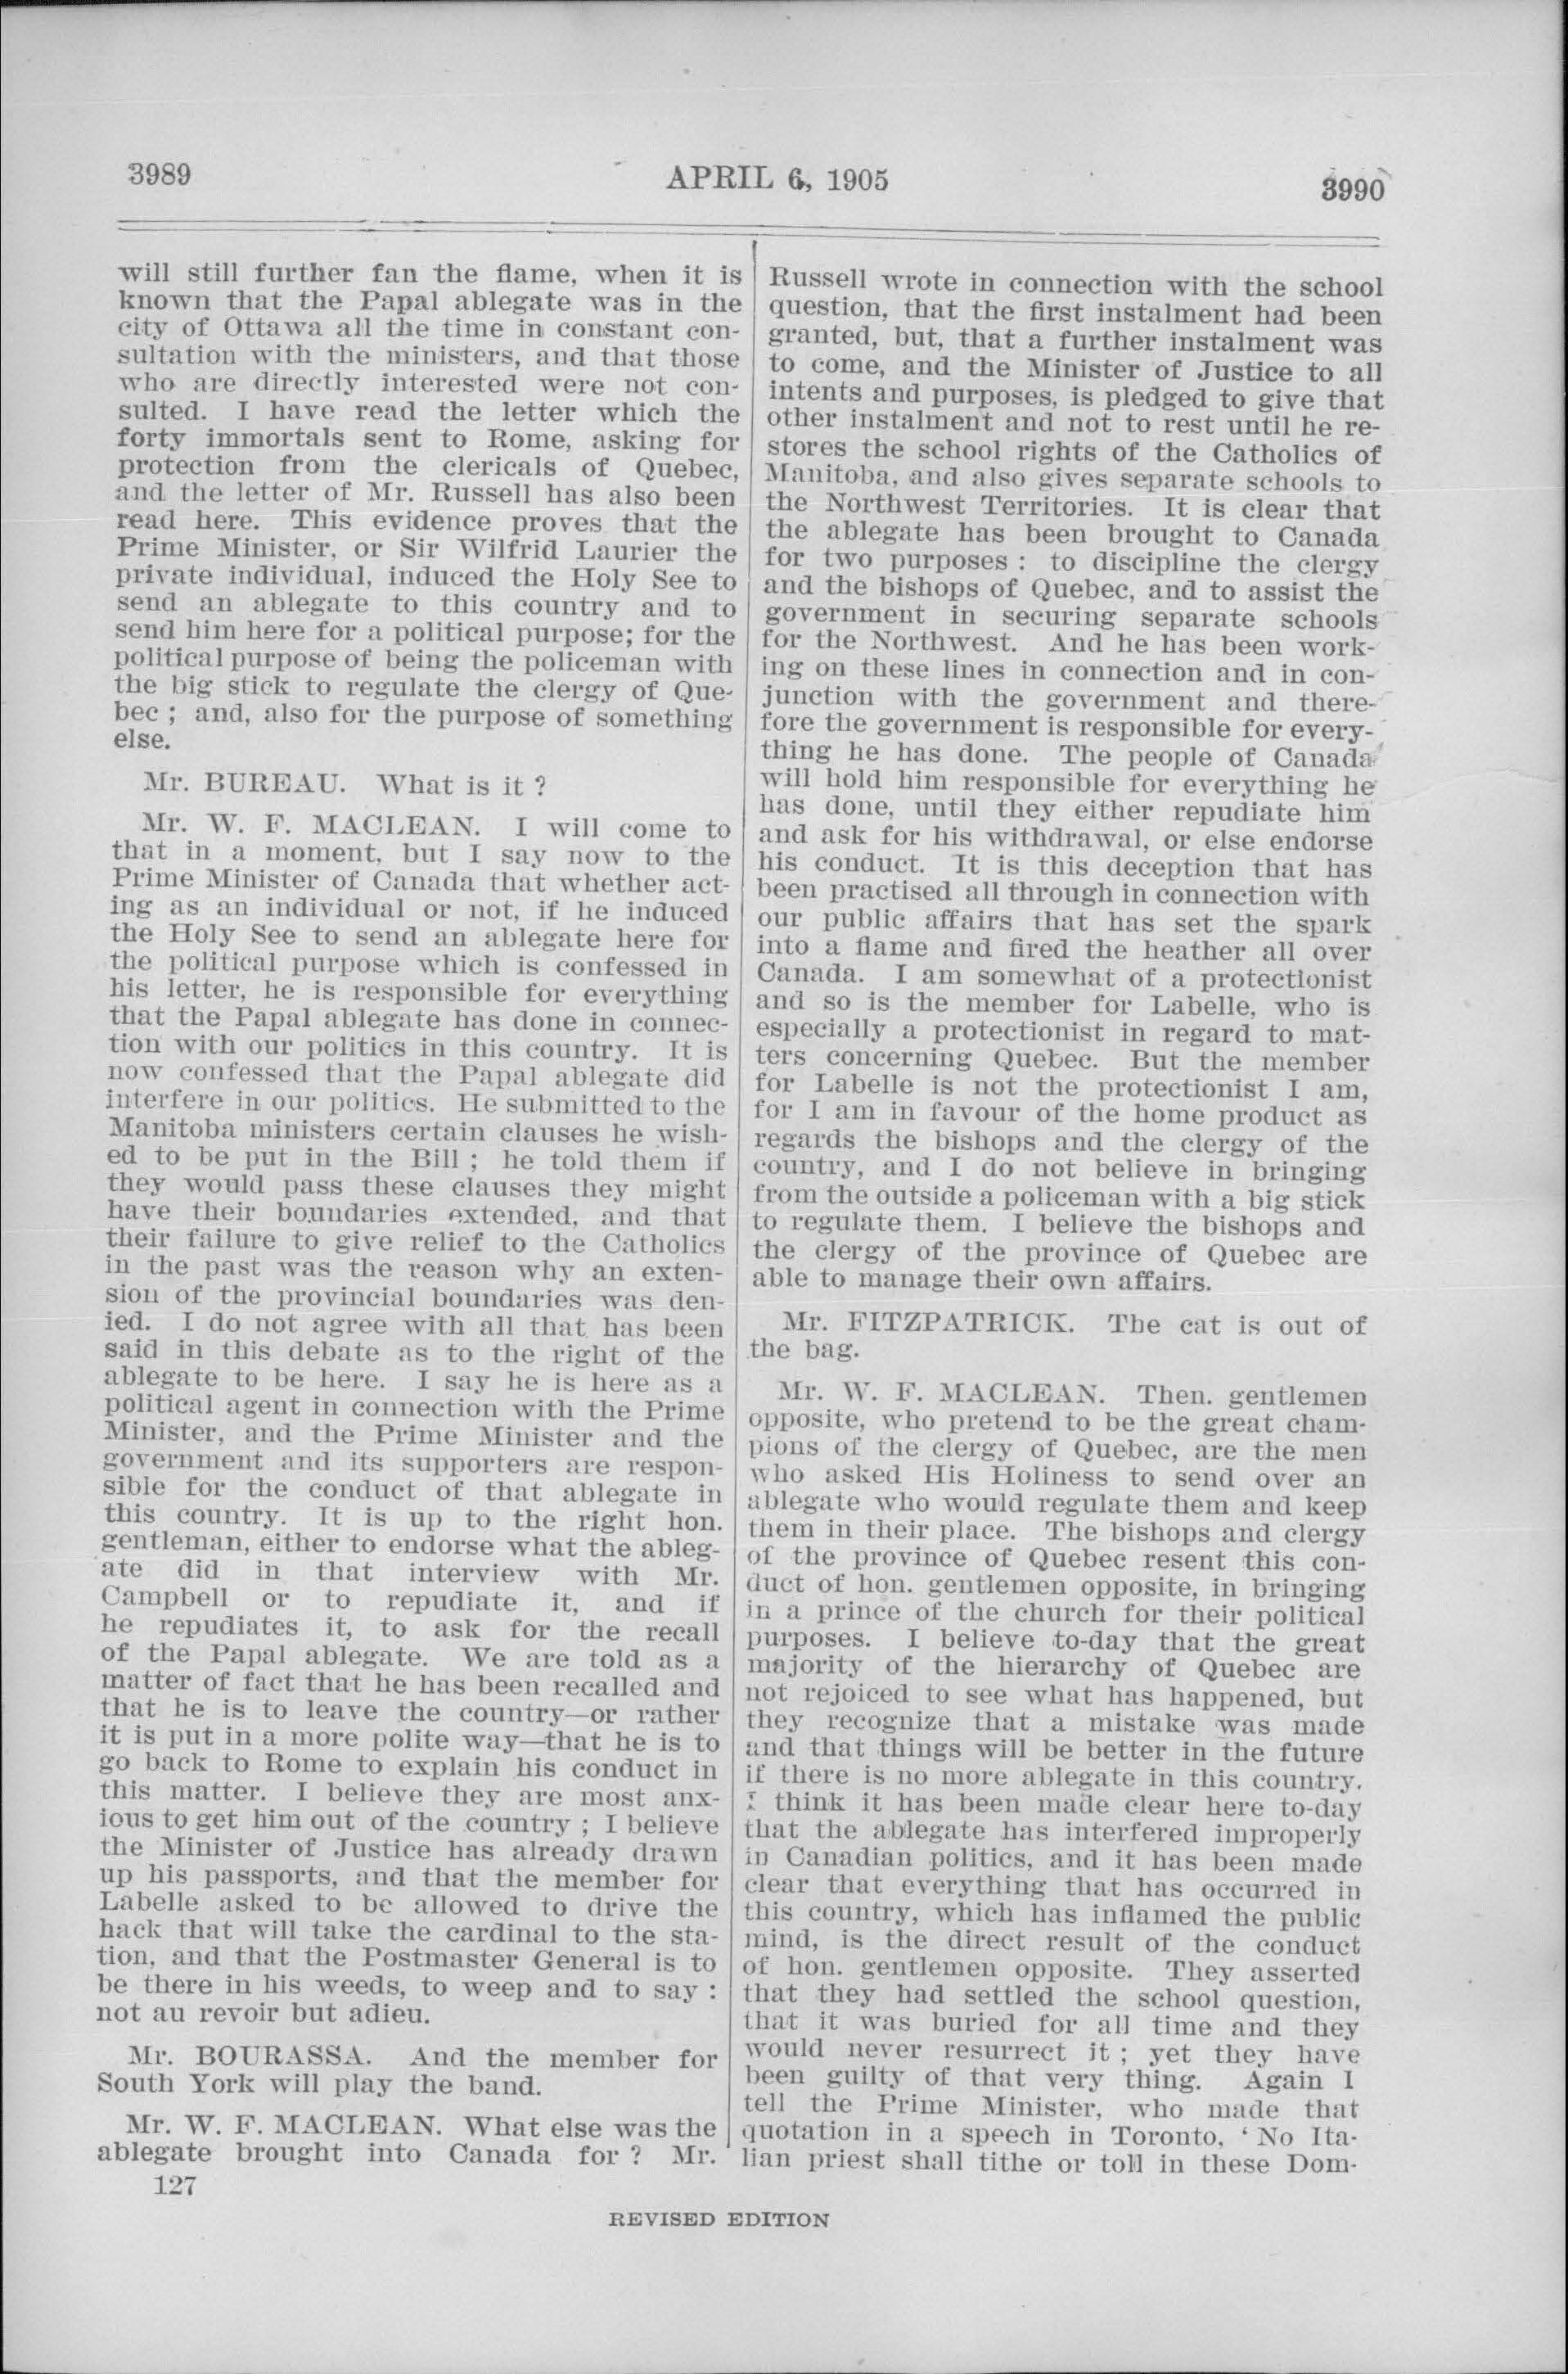 3989
APRIL 6, 1905
3990
will still further fan the flame, when it is
known that the Papal ablegate was in the
city of Ottawa all the time in constant con-
sultation with the ministers, and that those
who are directly interested were not con-
sulted. I have read the letter which the
forty immortals sent to Rome, asking for
protection from the clericals of Quebec,
and the letter of Mr. Russell has also been
read here. This evidence proves that the
Prime Minister, or Sir Wilfrid Laurier the
private individual, induced the Holy See to
send an ablegate to this country and to
send him here for a political purpose; for the
political purpose of being the policeman with
the big stick to regulate the clergy of Que-
bec ; and, also for the purpose of something
else.
Mr. BUREAU. What is it ?
Mr. W. F. MACLEAN. I will come to
that in a moment, but I say now to the
Prime Minister of Canada that whether act-
ing as an individual or not, if he induced
the Holy See to send an ablegate here for
the political purpose which is confessed in
his letter, he is responsible for everything
that the Papal ablegate has done in connec-
tion with our politics in this country. It is
now confessed that the Papal ablegate did
interfere in our politics. He submitted to the
Manitoba ministers certain clauses he wish-
ed to be put in the Bill ; he told them if
they would pass these clauses they might
have their boundaries extended, and that
their failure to give relief to the Catholics
in the past was the reason why an exten-
sion of the provincial boundaries was den-
ied. I do not agree with all that has been
said in this debate as to the right of the
ablegate to be here. I say he is here as a
political agent in connection with the Prime
Minister, and the Prime Minister and the
government and its supporters are respon-
sible for the conduct of that ablegate in
this country. It is up to the right hon.
gentleman, either to endorse what the ableg-
ate did in that interview with Mr.
Campbell or to repudiate it, and if
he repudiates it, to ask for the recall
of the Papal ablegate. We are told as a
matter of fact that he has been recalled and
that he is to leave the country—or rather
it is put in a more polite way—that he is to
go back to Rome to explain his conduct in
this matter. I believe they are most anx-
ious to get him out of the country ; I believe
the Minister of Justice has already drawn
up his passports, and that the member for
Labelle asked to be allowed to drive the
hack that will take the cardinal to the sta-
tion, and that the Postmaster General is to
be there in his weeds, to weep and to say :
not au revoir but adieu.
Mr. BOURASSA. And the member for
South York will play the band.
Mr. W. F. MACLEAN. What else was the
ablegate brought into Canada for ? Mr.
127
Russell wrote in connection with the school
question, that the first instalment had been
granted, but, that a further instalment was
to come, and the Minister of Justice to all
intents and purposes, is pledged to give that
other instalment and not to rest until he re-
stores the school rights of the Catholics of
Manitoba, and also gives separate schools to
the Northwest Territories. It is clear that
the ablegate has been brought to Canada
for two purposes : to discipline the clergy
and the bishops of Quebec, and to assist the
government in securing separate schools
for the Northwest. And he has been work-
ing on these lines in connection and in con-
junction with the government and there-
fore the government is responsible for every-
thing he has done. The people of Canada
will hold him responsible for everything he
has done, until they either repudiate him
and ask for his withdrawal, or else endorse
his conduct. It is this deception that has
been practised all through in connection with
our public affairs that has set the spark
into a flame and fired the heather all over
Canada. I am somewhat of a protectionist
and so is the member for Labelle, who is
especially a protectionist in regard to mat-
ters concerning Quebec. But the member
for Labelle is not the protectionist I am,
for I am in favour of the home product as
regards the bishops and the clergy of the
country, and I do not believe in bringing
from the outside a policeman with a big stick
to regulate them. I believe the bishops and
the clergy of the province of Quebec are
able to manage their own affairs.
Mr. FITZPATRICK. The cat is out of
the bag.
Mr. W. F. MACLEAN. Then. gentlemen
opposite, who pretend to be the great cham-
pions of the clergy of Quebec, are the men
who asked His Holiness to send over an
ablegate who would regulate them and keep
them in their place. The bishops and clergy
of the province of Quebec resent this con-
duct of hon. gentlemen opposite, in bringing
in a prince of the church for their political
purposes. I believe to-day that the great
majority of the hierarchy of Quebec are
not rejoiced to see what has happened, but
they recognize that a mistake was made
and that things will be better in the future
if there is no more ablegate in this country.
I think it has been made clear here to-day
that the ablegate has interfered improperly
in Canadian politics, and it has been made
clear that everything that has occurred in
this country, which has inflamed the public
mind, is the direct result of the conduct
of hon. gentlemen opposite. They asserted
that they had settled the school question,
that it was buried for all time and they
would never resurrect it ; yet they have
been guilty of that very thing. Again I
tell the Prime Minister, who made that
quotation in a speech in Toronto, ‘ No Ita-
lian priest shall tithe or toll in these Dom-
REVISED EDITION